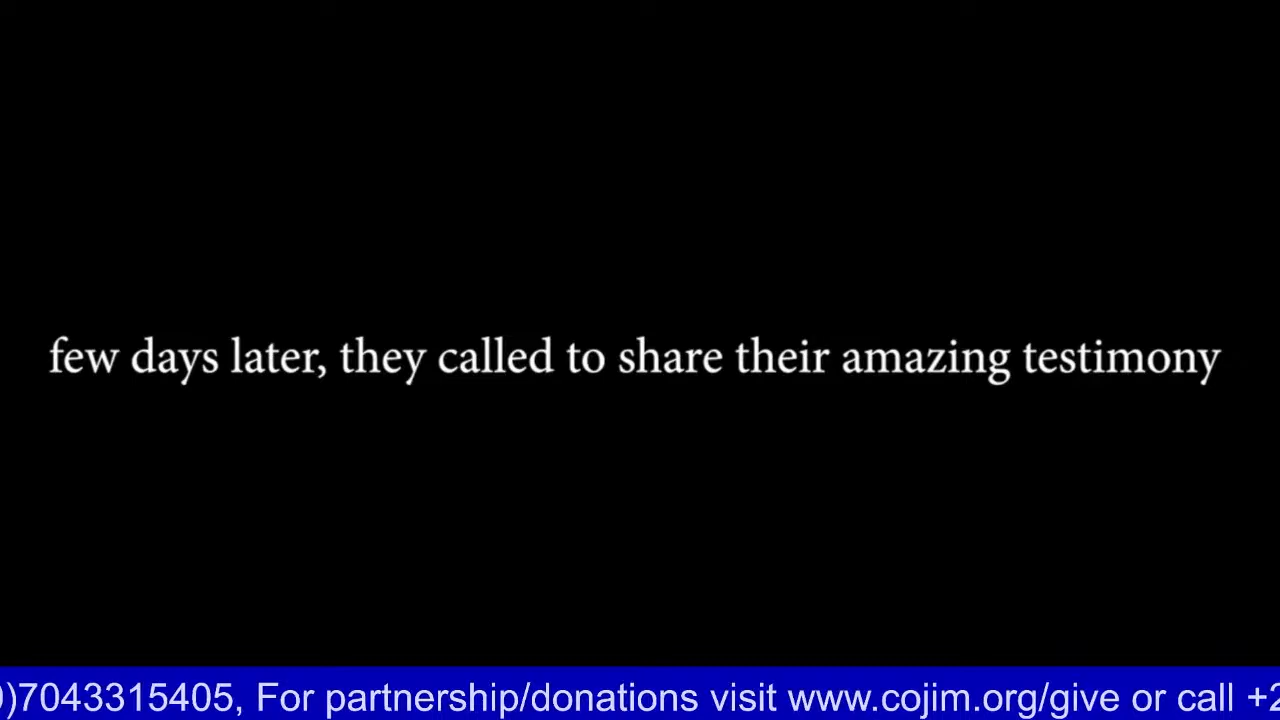 few days later, they called to share their amazing testimony
)7043315405, For partnership/donations visit www.cojim.org/give or call +2